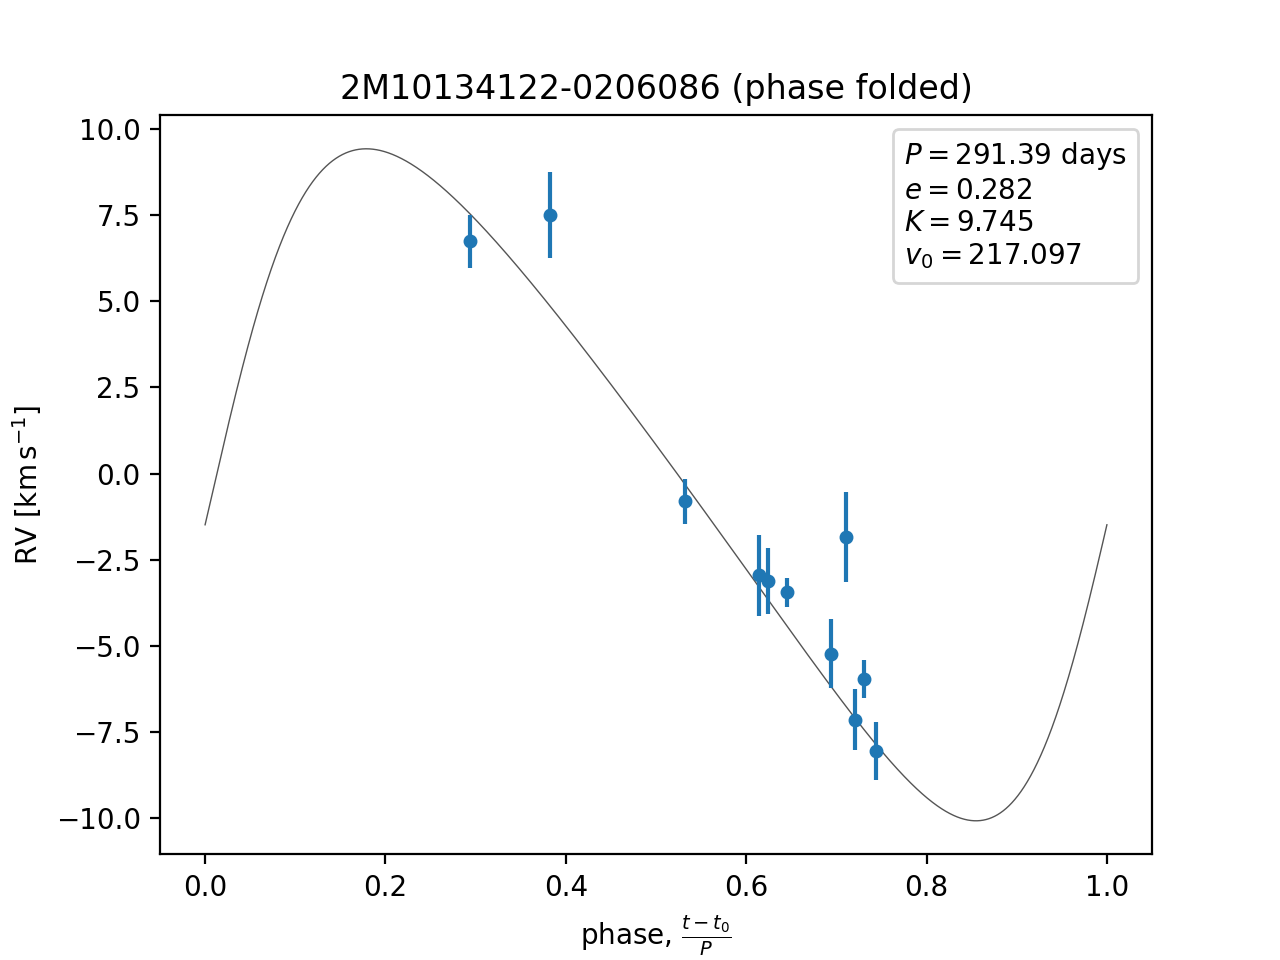 2M10134122-0206086 (phase folded)
P = 291.39 days
e = 0.282
K = 9.745
v₀ = 217.097
10.0
7.5
5.0
2.5
0.0
−2.5
−5.0
−7.5
−10.0
RV [km s⁻¹]
0.0 0.2 0.4 0.6 0.8 1.0
phase, (t − t₀)/P